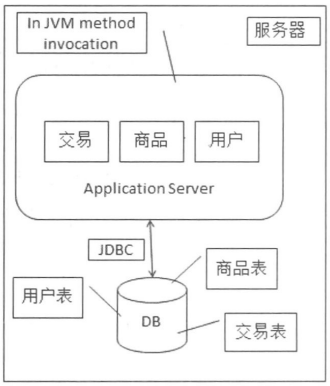 In JVM method
invocation
服务器
交易
商品
用户
Application Server
JDBC
商品表
用户表
DB
交易表